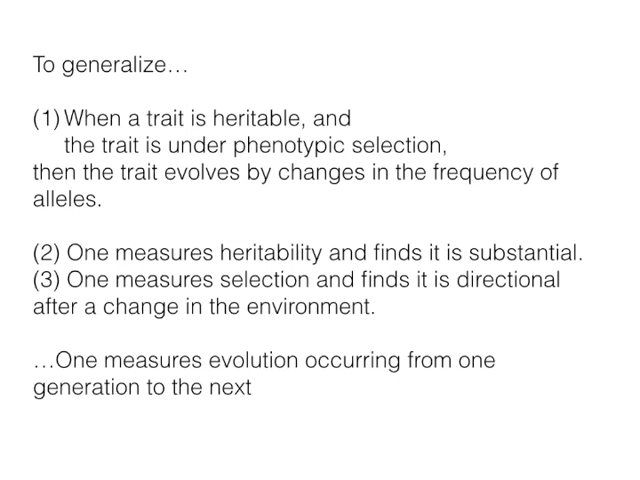 To generalize…
(1) When a trait is heritable, and
the trait is under phenotypic selection,
then the trait evolves by changes in the frequency of
alleles.
(2) One measures heritability and finds it is substantial.
(3) One measures selection and finds it is directional
after a change in the environment.
…One measures evolution occurring from one
generation to the next